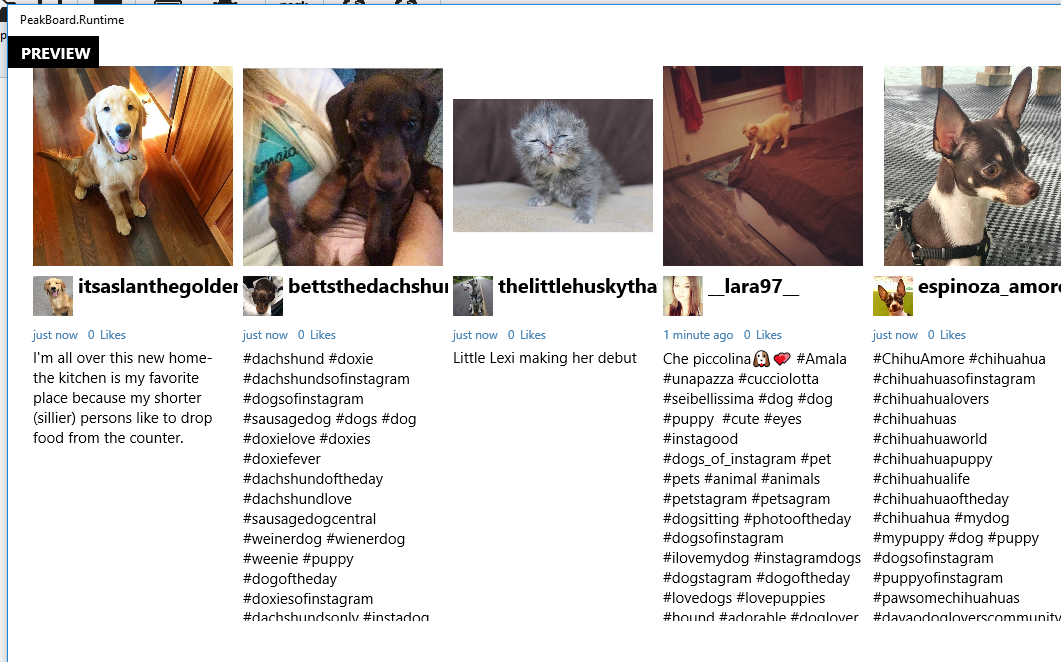 PeakBoard.Runtime
PREVIEW
itsaslanthegolden
just now 0 Likes
I'm all over this new home-
the kitchen is my favorite
place because my shorter
(sillier) persons like to drop
food from the counter.
bettsthedachshun
just now 0 Likes
#dachshund #doxie
#dachshundsofinstagram
#dogsofinstagram
#sausagedog #dogs #dog
#doxielove #doxies
#doxiefever
#dachshundoftheday
#dachshundlove
#sausagedogcentral
#weinerdog #wienerdog
#weenie #puppy
#dogoftheday
#doxiesofinstagram
#dachshundsonly #instadog
thelittlehuskytha
just now 0 Likes
Little Lexi making her debut
__lara97__
1 minute ago 0 Likes
Che piccolina🐶💕 #Amala
#unapazza #cucciolotta
#seibellissima #dog #dog
#puppy #cute #eyes
#instagood
#dogs_of_instagram #pet
#pets #animal #animals
#petstagram #petsagram
#dogsitting #photooftheday
#dogsofinstagram
#ilovemydog #instagramdogs
#dogstagram #dogoftheday
#lovedogs #lovepuppies
#hound #adorable #doglover
espinoza_amore
just now 0 Likes
#ChihuAmore #chihuahua
#chihuahuasofinstagram
#chihuahualovers
#chihuahuas
#chihuahuaworld
#chihuahuapuppy
#chihuahualife
#chihuahuaoftheday
#chihuahua #mydog
#mypuppy #dog #puppy
#dogsofinstagram
#puppyofinstagram
#pawsomechihuahuas
#davaodogloverscommunity